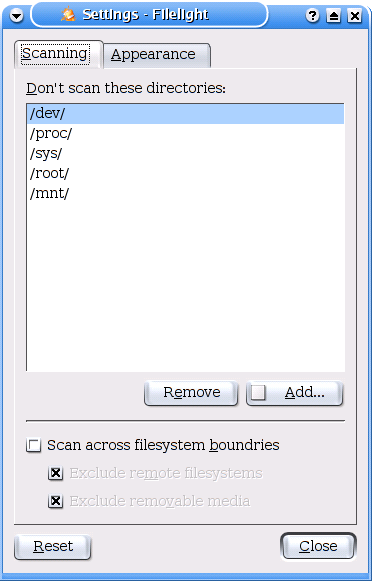 Settings - Filelight
Scanning Appearance
Don't scan these directories:
/dev/
/proc/
/sys/
/root/
/mnt/
Remove Add...
Scan across filesystem boundries
Exclude remote filesystems
Exclude removable media
Reset Close